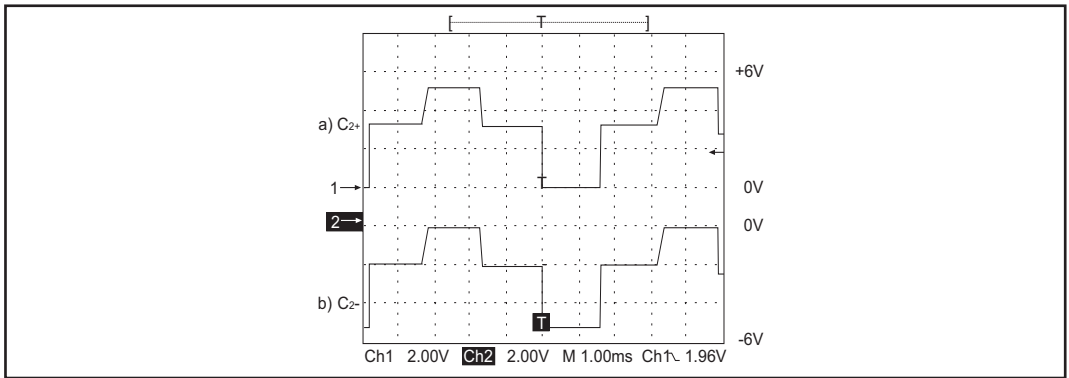 T
+6V
a) C2+
T
1
0V
2
0V
b) C2-
T
-6V
Ch1 2.00V Ch2 2.00V M 1.00ms Ch1 1.96V